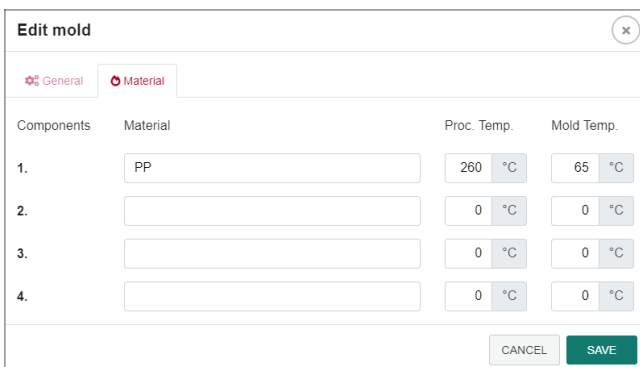 Edit mold
General Material
Components Material Proc. Temp. Mold Temp.
1. PP 260 °C 65 °C
2. 0 °C 0 °C
3. 0 °C 0 °C
4. 0 °C 0 °C
CANCEL SAVE